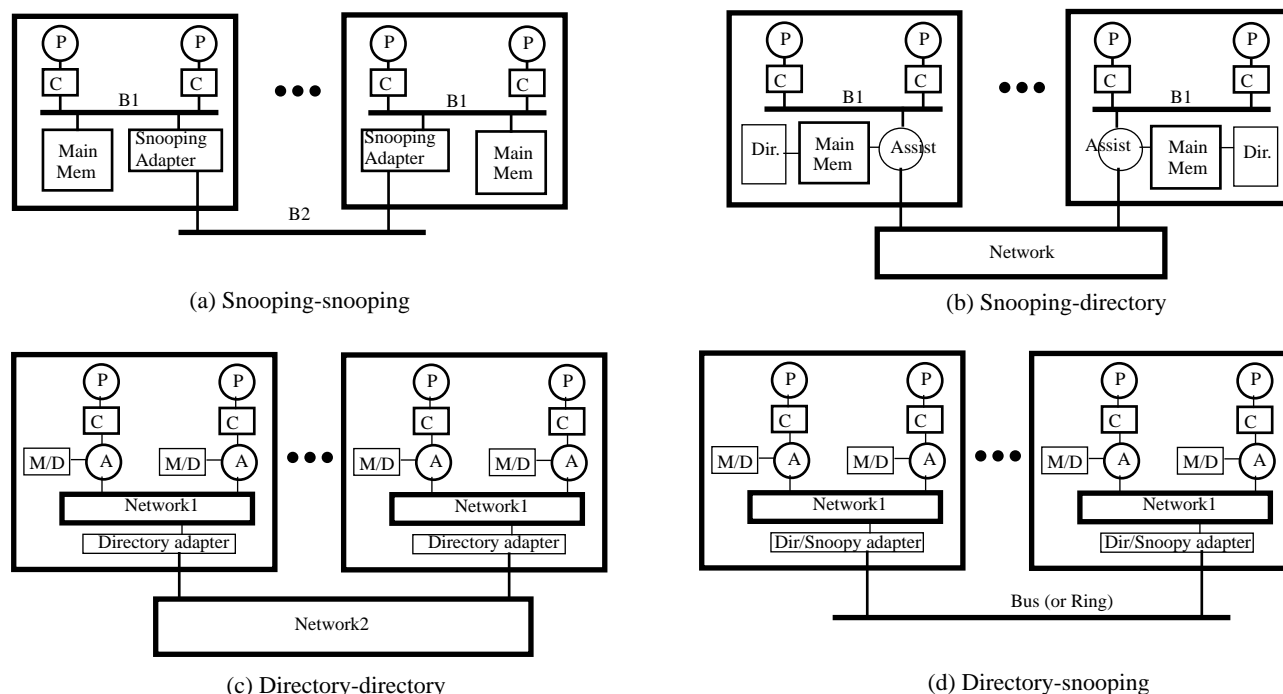 P P P P
C C C C
B1 B1
Main
Mem
Snooping
Adapter
Snooping
Adapter
Main
Mem
B2
(a) Snooping-snooping
P P P P
C C C C
B1 B1
Dir. Main
Mem
Assist Assist Main
Mem
Dir.
Network
(b) Snooping-directory
P P P P
C C C C
M/D A M/D A M/D A M/D A
Network1 Network1
Directory adapter Directory adapter
Network2
(c) Directory-directory
P P P P
C C C C
M/D A M/D A M/D A M/D A
Network1 Network1
Dir/Snoopy adapter Dir/Snoopy adapter
Bus (or Ring)
(d) Directory-snooping